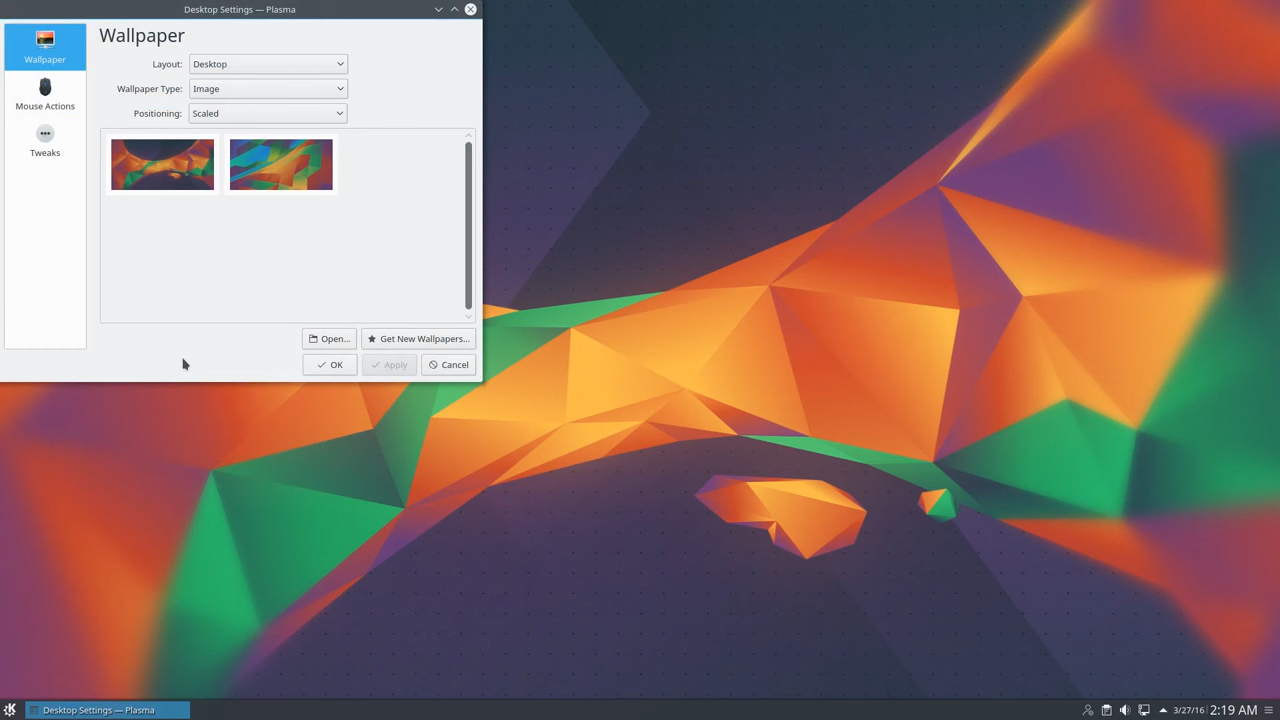 Desktop Settings — Plasma
Wallpaper
Wallpaper
Mouse Actions
Tweaks
Layout: Desktop
Wallpaper Type: Image
Positioning: Scaled
Open... Get New Wallpapers...
OK Apply Cancel
Desktop Settings — Plasma
3/27/16 2:19 AM